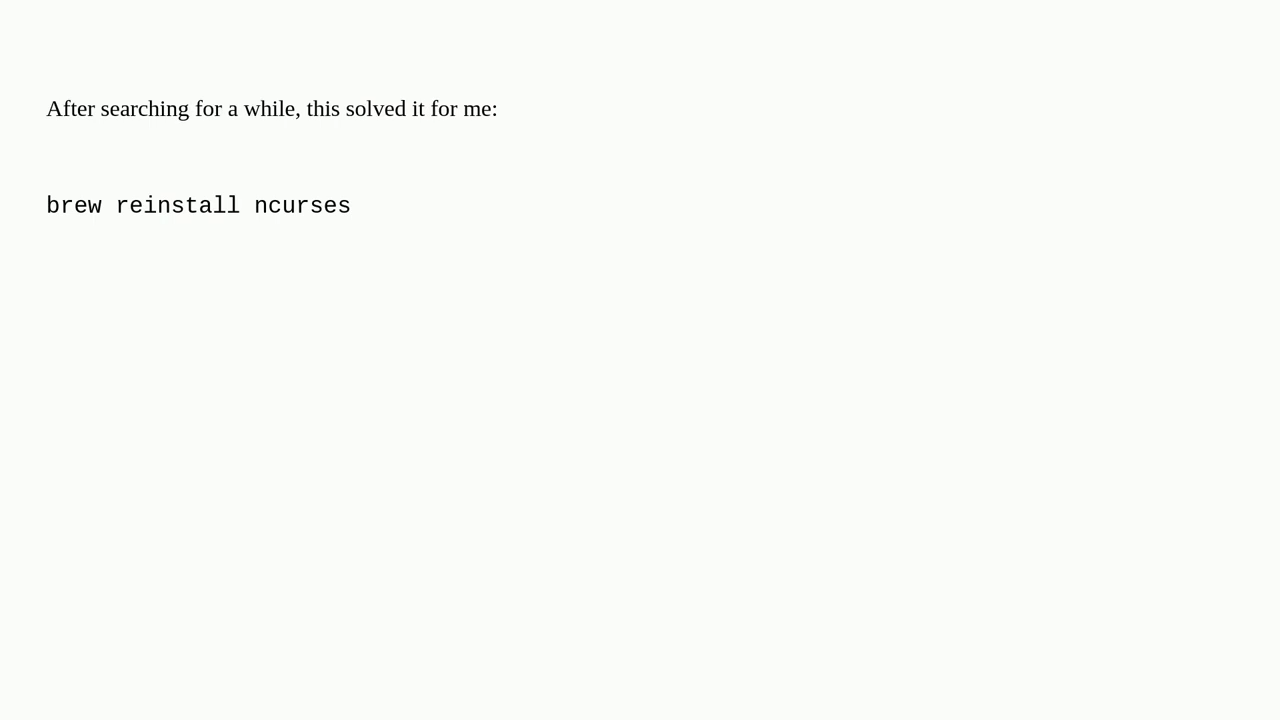 After searching for a while, this solved it for me:
brew reinstall ncurses